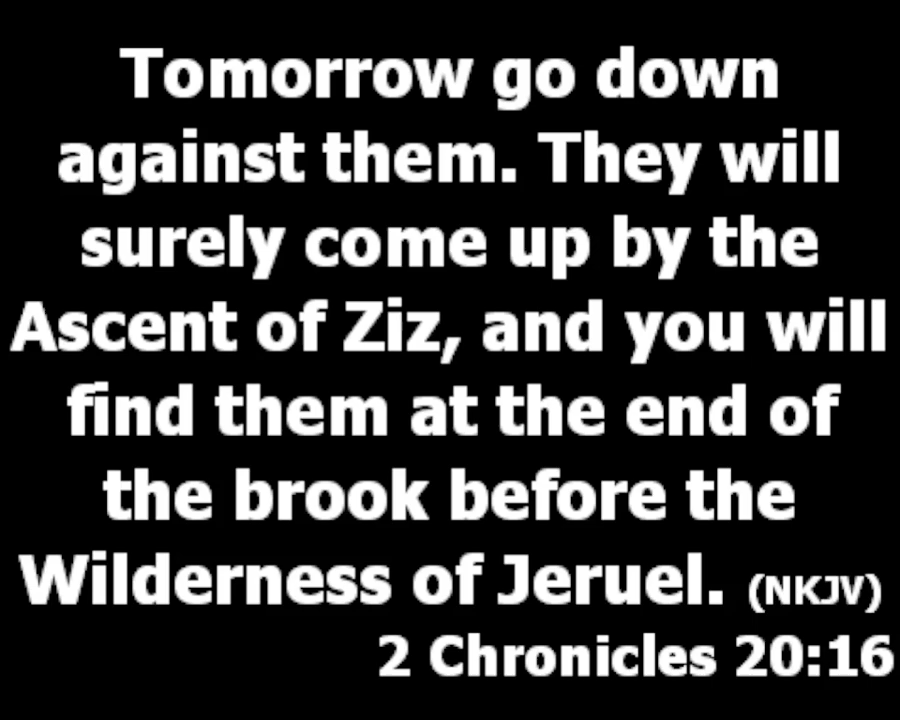 Tomorrow go down
against them. They will
surely come up by the
Ascent of Ziz, and you will
find them at the end of
the brook before the
Wilderness of Jeruel. (NKJV)
2 Chronicles 20:16